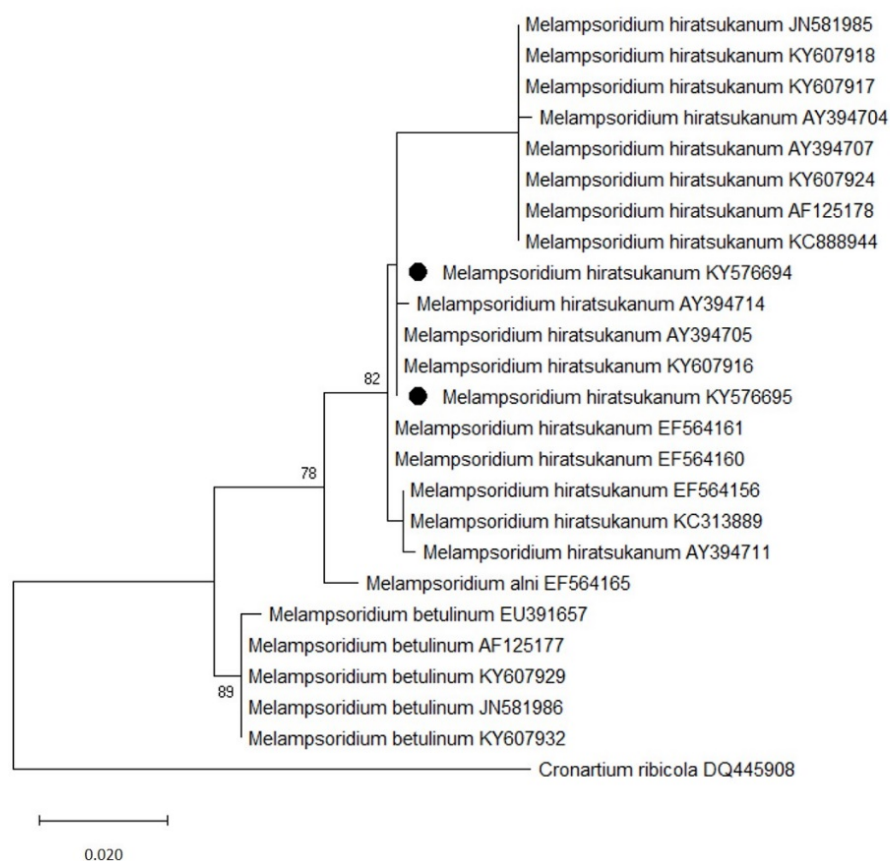 Melampsoridium hiratsukanum JN581985
Melampsoridium hiratsukanum KY607918
Melampsoridium hiratsukanum KY607917
Melampsoridium hiratsukanum AY394704
Melampsoridium hiratsukanum AY394707
Melampsoridium hiratsukanum KY607924
Melampsoridium hiratsukanum AF125178
Melampsoridium hiratsukanum KC888944
Melampsoridium hiratsukanum KY576694
Melampsoridium hiratsukanum AY394714
Melampsoridium hiratsukanum AY394705
Melampsoridium hiratsukanum KY607916
82
Melampsoridium hiratsukanum KY576695
Melampsoridium hiratsukanum EF564161
Melampsoridium hiratsukanum EF564160
78
Melampsoridium hiratsukanum EF564156
Melampsoridium hiratsukanum KC313889
Melampsoridium hiratsukanum AY394711
Melampsoridium alni EF564165
Melampsoridium betulinum EU391657
Melampsoridium betulinum AF125177
Melampsoridium betulinum KY607929
89
Melampsoridium betulinum JN581986
Melampsoridium betulinum KY607932
Cronartium ribicola DQ445908
0.020